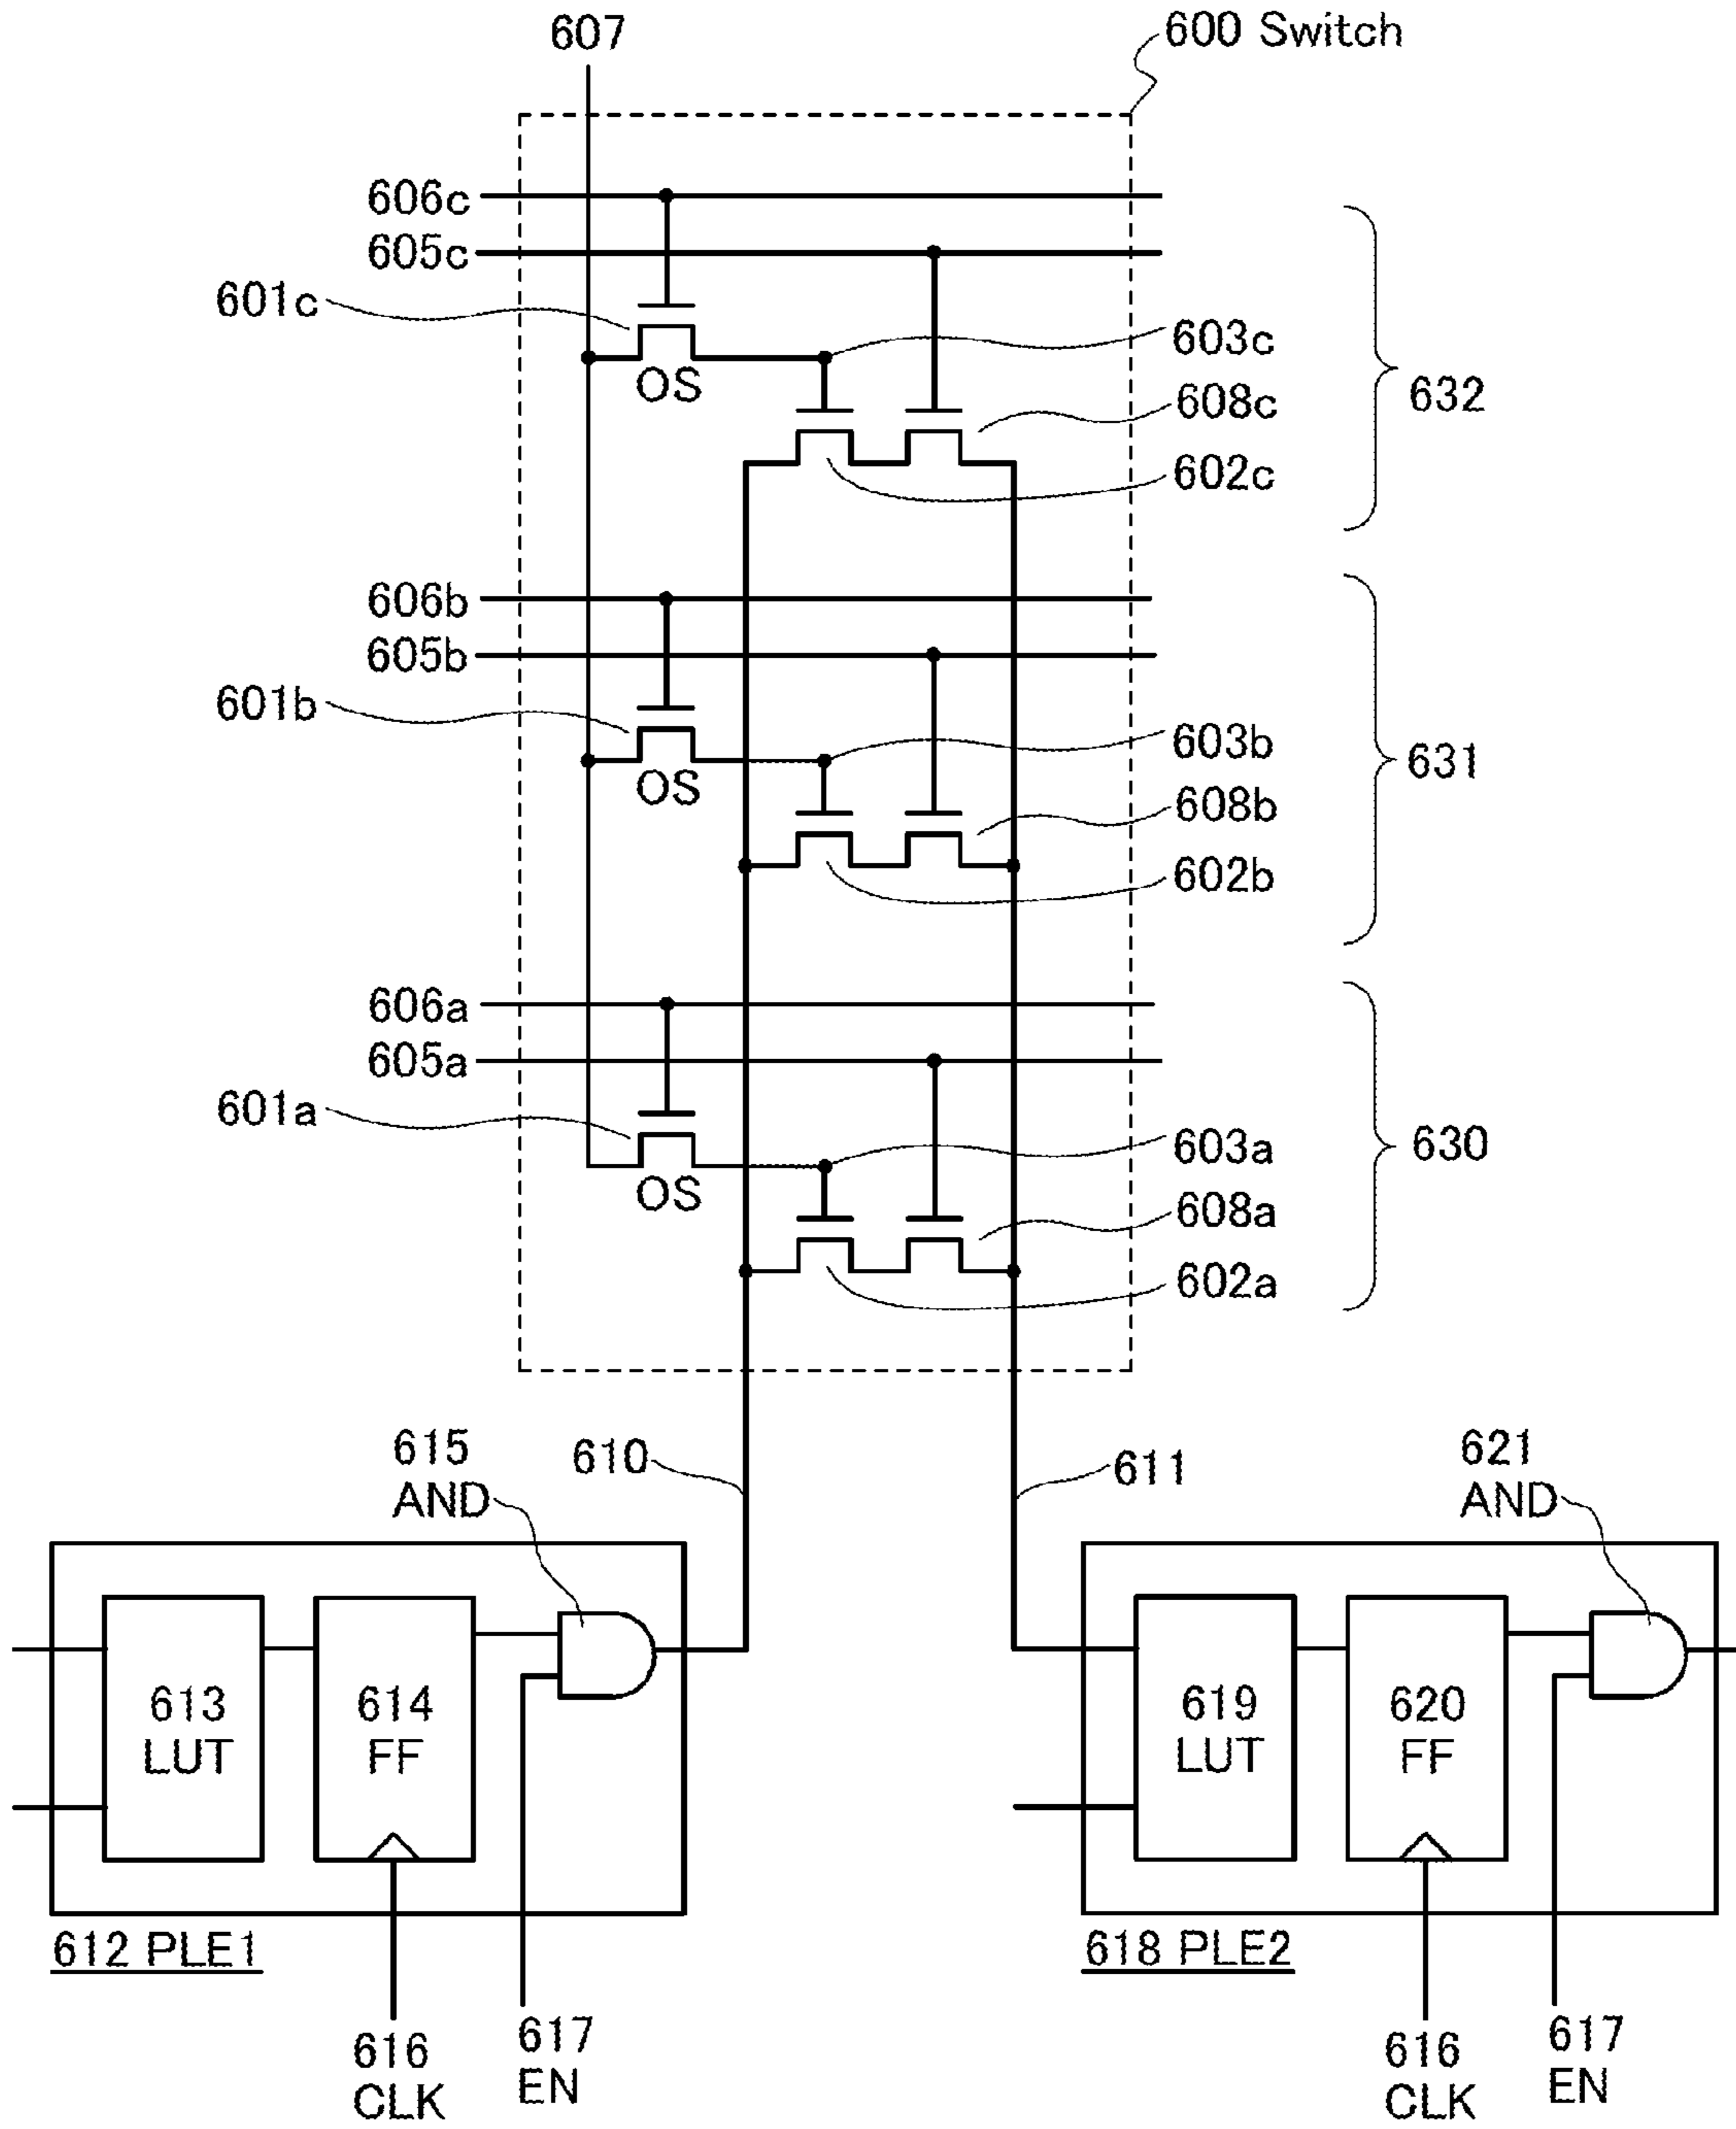 607
600 Switch
606c
605c
601c
OS
603c
608c
602c
632
606b
605b
601b
OS
603b
608b
602b
631
606a
605a
601a
OS
603a
608a
602a
630
610
611
615
AND
621
AND
613
LUT
614
FF
619
LUT
620
FF
612 PLE1
618 PLE2
616
CLK
617
EN
616
CLK
617
EN